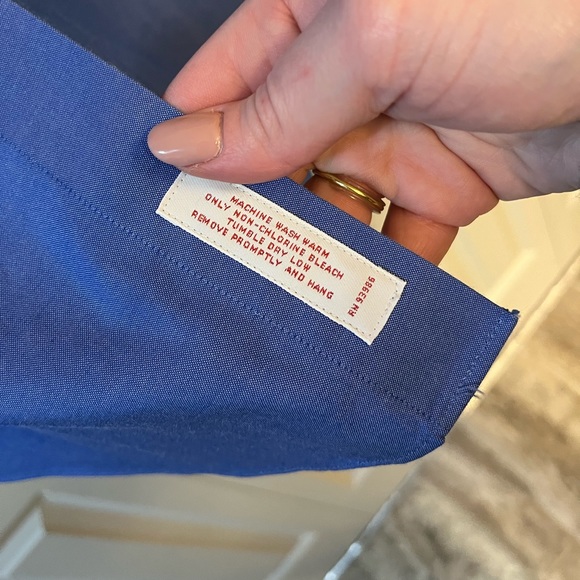 MACHINE WASH WARM
ONLY NON-CHLORINE BLEACH
TUMBLE DRY LOW
REMOVE PROMPTLY AND HANG
RN 93986